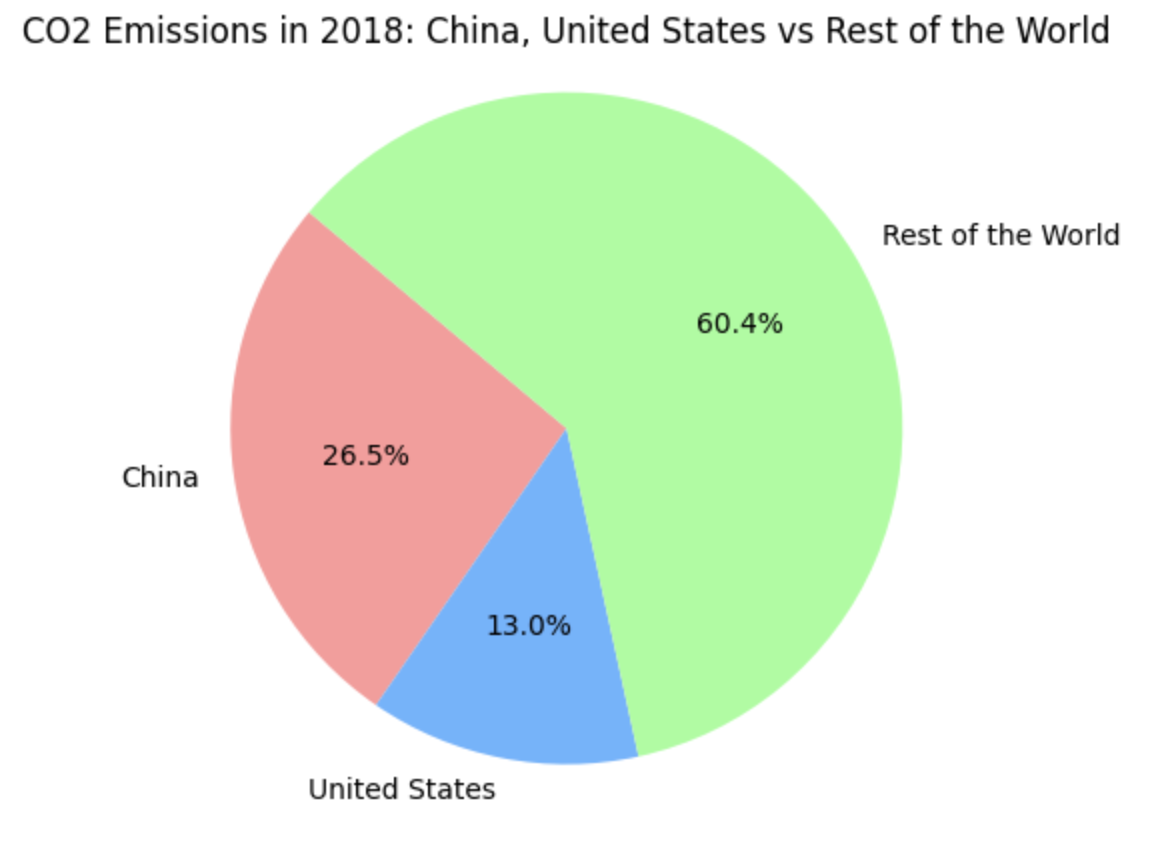 CO2 Emissions in 2018: China, United States vs Rest of the World
Rest of the World
60.4%
26.5%
China
13.0%
United States